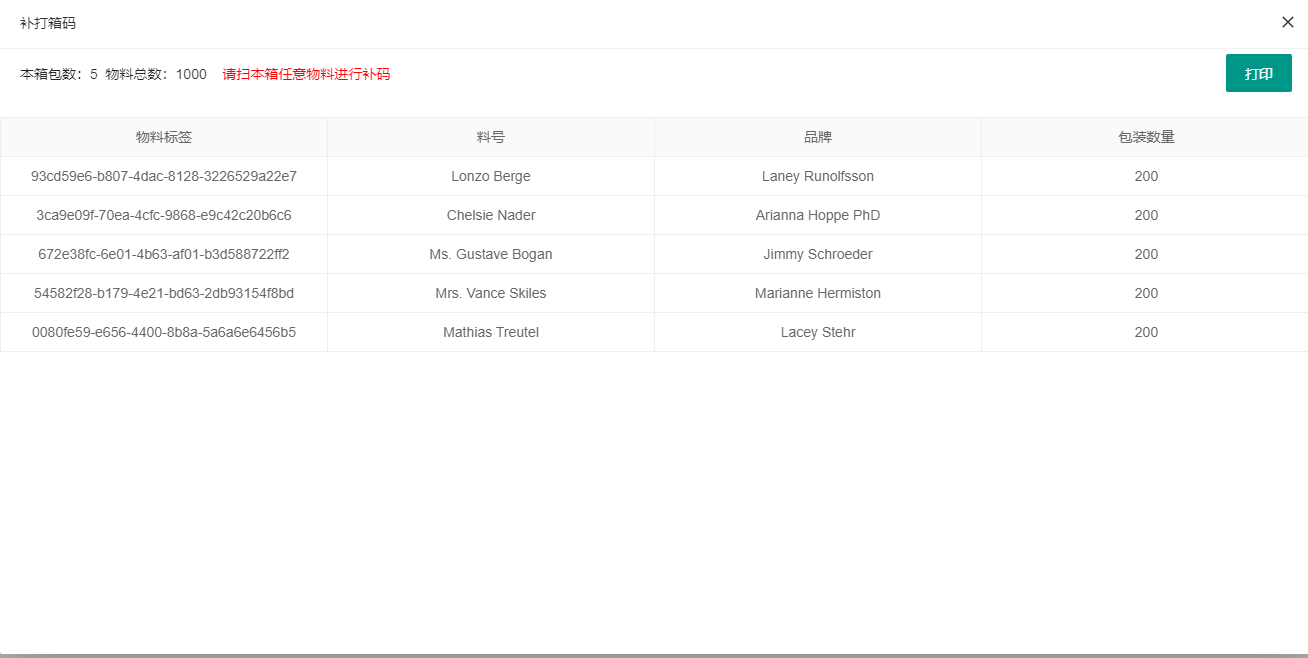 补打箱码
本箱包数：5 物料总数：1000 请扫本箱任意物料进行补码 打印
物料标签 料号 品牌 包装数量
93cd59e6-b807-4dac-8128-3226529a22e7 Lonzo Berge Laney Runolfsson 200
3ca9e09f-70ea-4cfc-9868-e9c42c20b6c6 Chelsie Nader Arianna Hoppe PhD 200
672e38fc-6e01-4b63-af01-b3d588722ff2 Ms. Gustave Bogan Jimmy Schroeder 200
54582f28-b179-4e21-bd63-2db93154f8bd Mrs. Vance Skiles Marianne Hermiston 200
0080fe59-e656-4400-8b8a-5a6a6e6456b5 Mathias Treutel Lacey Stehr 200